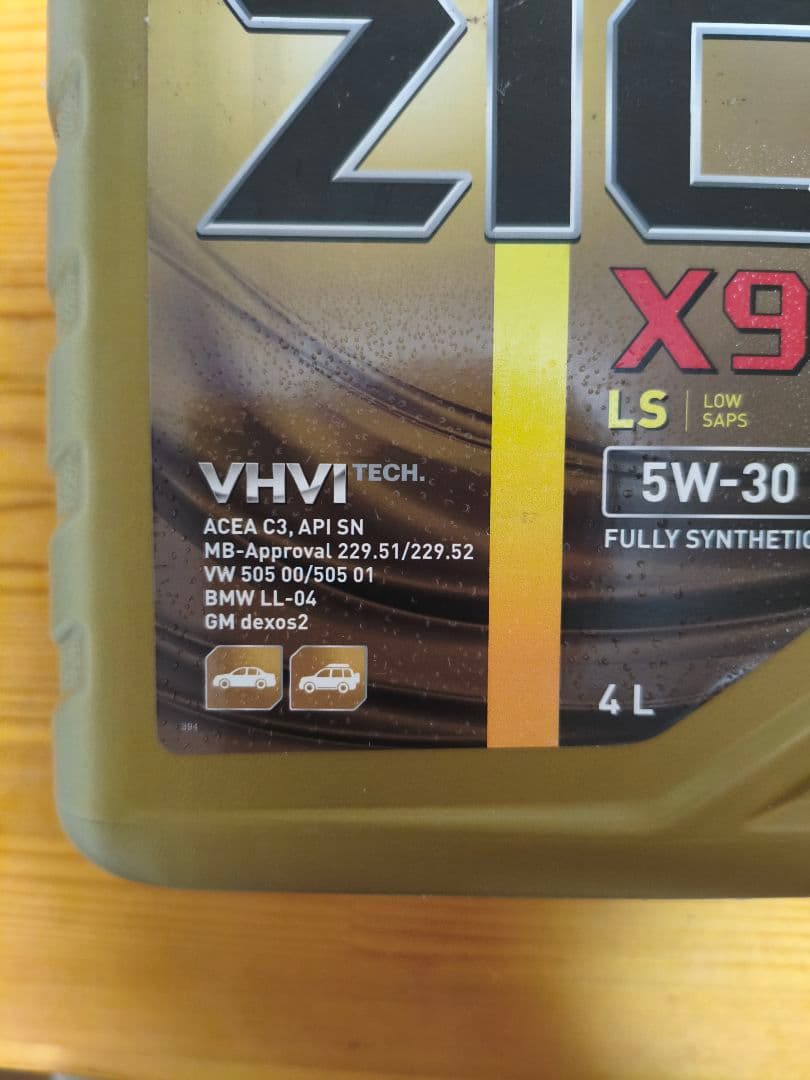 ZIC
X9
LS | LOW SAPS
5W-30
FULLY SYNTHETIC
VHVI TECH.
ACEA C3, API SN
MB-Approval 229.51/229.52
VW 505 00/505 01
BMW LL-04
GM dexos2
4 L
394